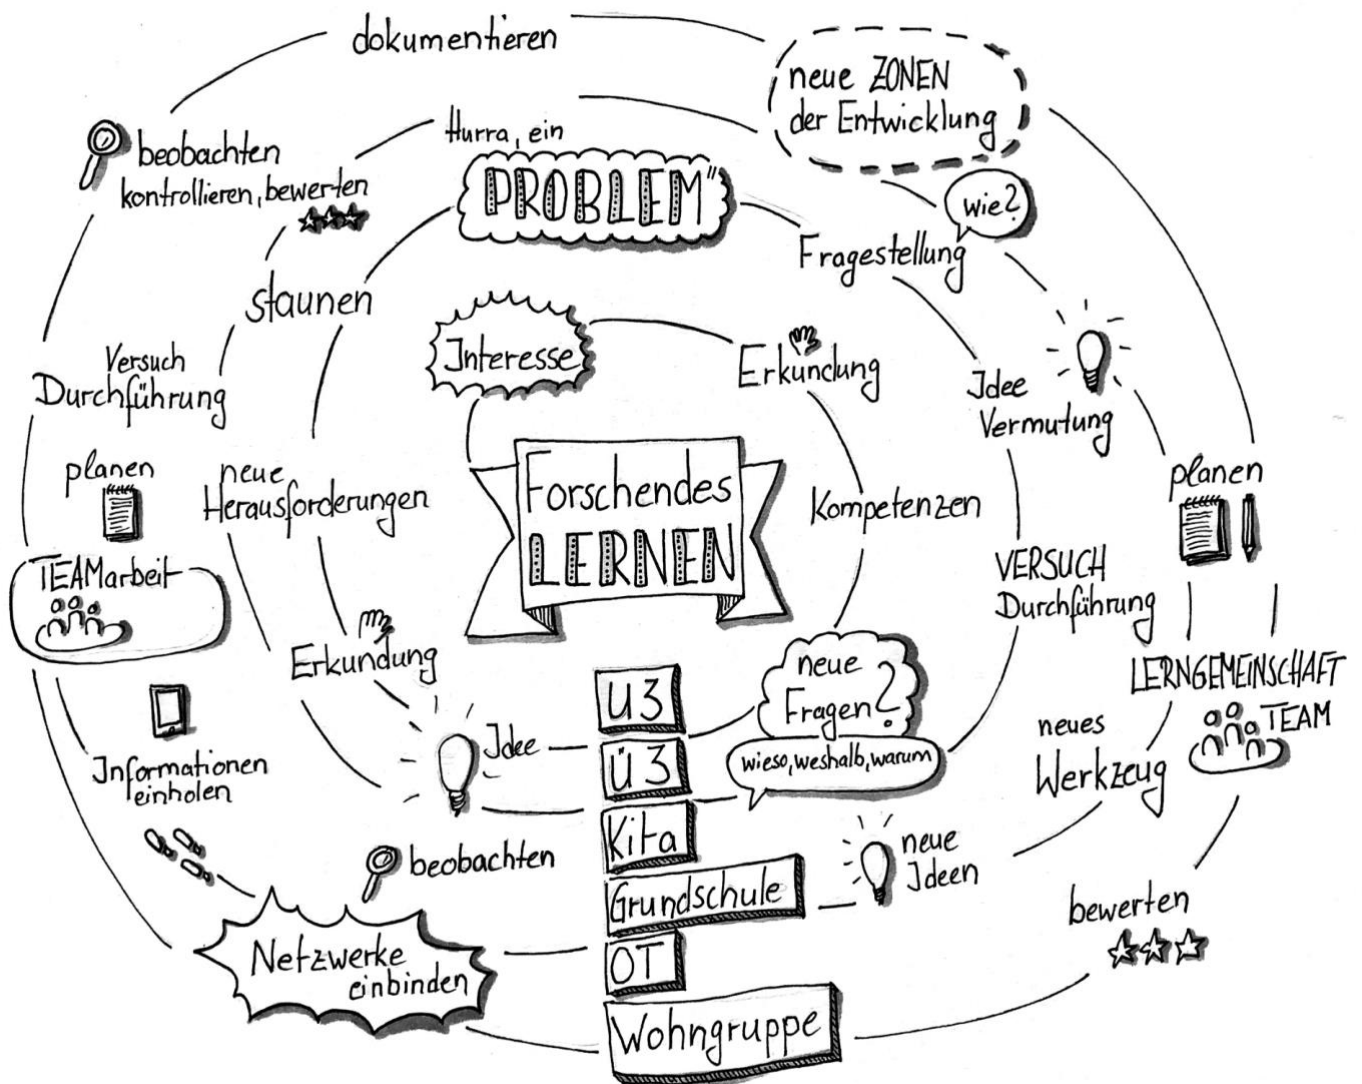 dokumentieren
neue ZONEN
der Entwicklung
beobachten
kontrollieren, bewerten
Hurra, ein
PROBLEM"
wie?
Fragestellung
staunen
Interesse
Erkundung
Idee
Vermutung
Versuch
Durchführung
planen
neue
Herausforderungen
Forschendes
LERNEN
Kompetenzen
planen
TEAMarbeit
VERSUCH
Durchführung
Erkundung
neue
Fragen?
wieso, weshalb, warum
LERNGEMEINSCHAFT
TEAM
U3
Ü3
Kita
Grundschule
OT
Wohngruppe
Idee
Informationen
einholen
neues
Werkzeug
beobachten
neue
Ideen
bewerten
Netzwerke
einbinden